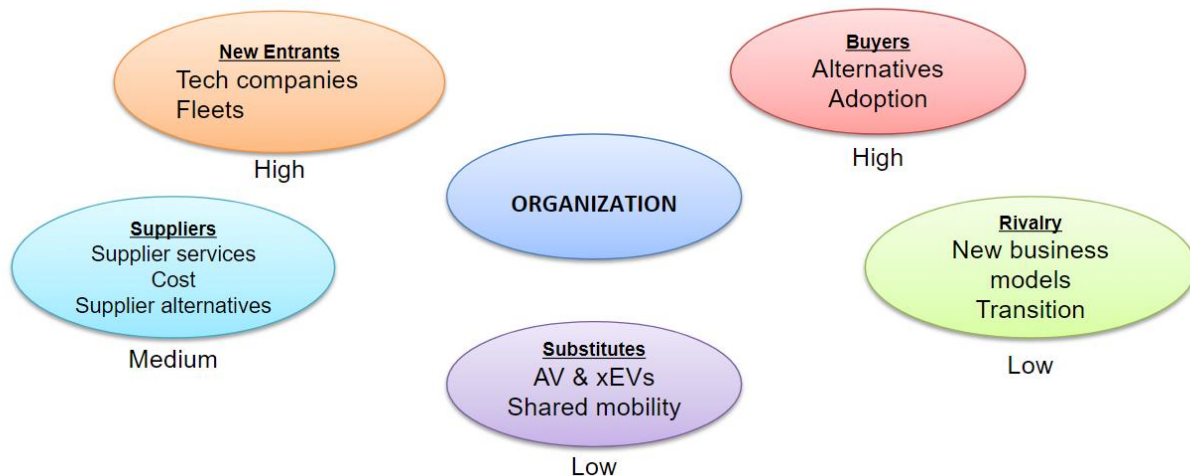 New Entrants
Tech companies
Fleets
High
Buyers
Alternatives
Adoption
High
ORGANIZATION
Suppliers
Supplier services
Cost
Supplier alternatives
Medium
Rivalry
New business
models
Transition
Low
Substitutes
AV & xEVs
Shared mobility
Low